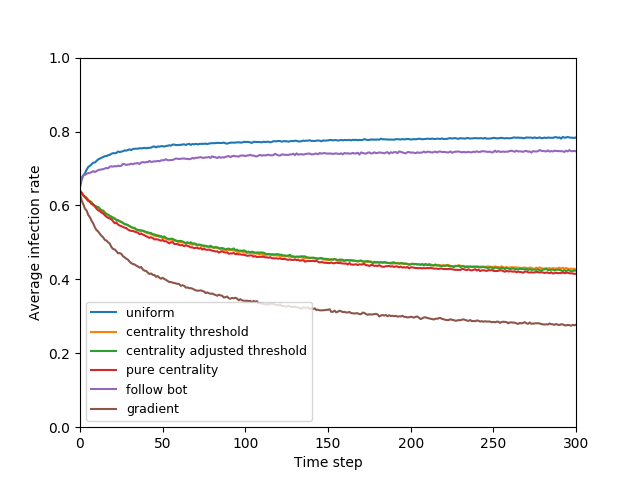 1.0
0.8
0.6
0.4
0.2
0.0
Average infection rate
uniform
centrality threshold
centrality adjusted threshold
pure centrality
follow bot
gradient
0 50 100 150 200 250 300
Time step